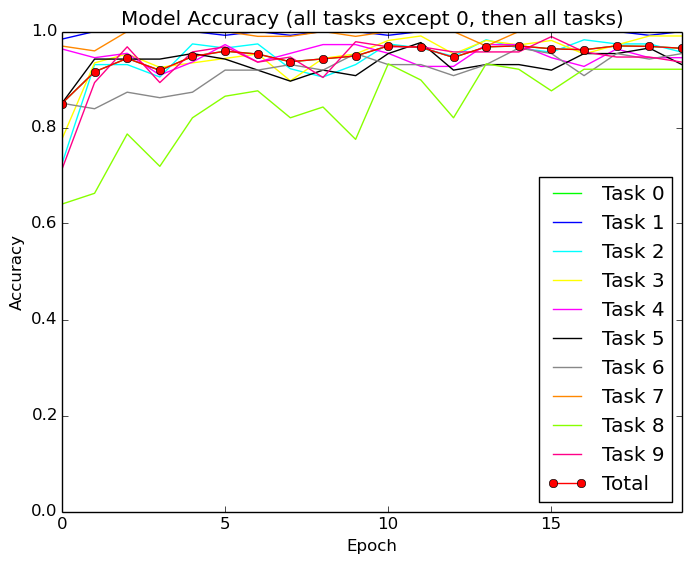 Model Accuracy (all tasks except 0, then all tasks)
1.0
0.8
0.6
0.4
0.2
0.0
Accuracy
0
5
10
15
Epoch
Task 0
Task 1
Task 2
Task 3
Task 4
Task 5
Task 6
Task 7
Task 8
Task 9
Total